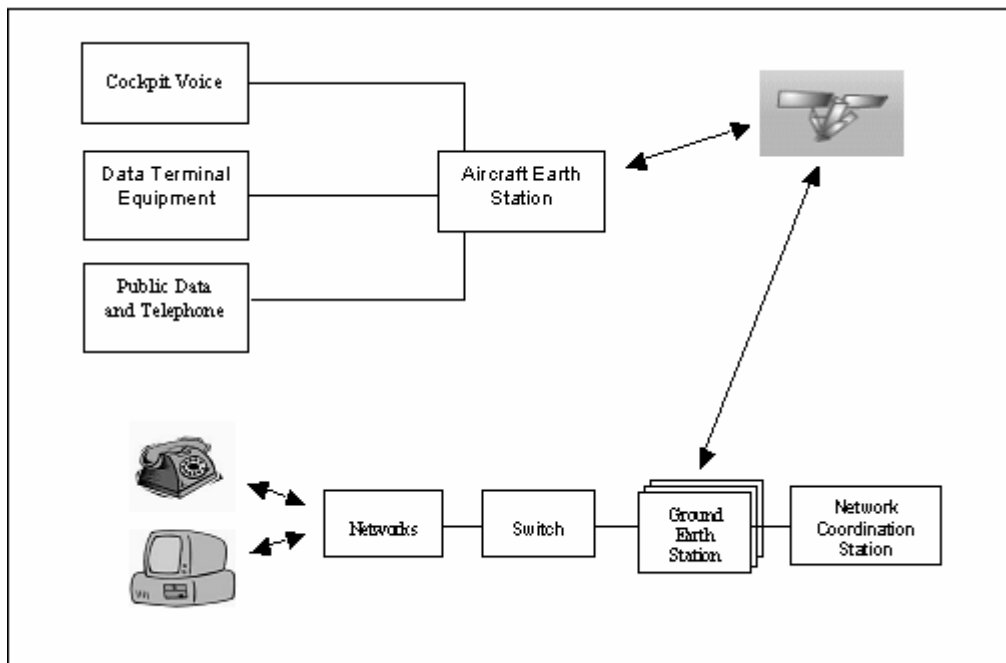 Cockpit Voice
Data Terminal
Equipment
Aircraft Earth
Station
Public Data
and Telephone
Networks
Switch
Ground
Earth
Station
Network
Coordination
Station